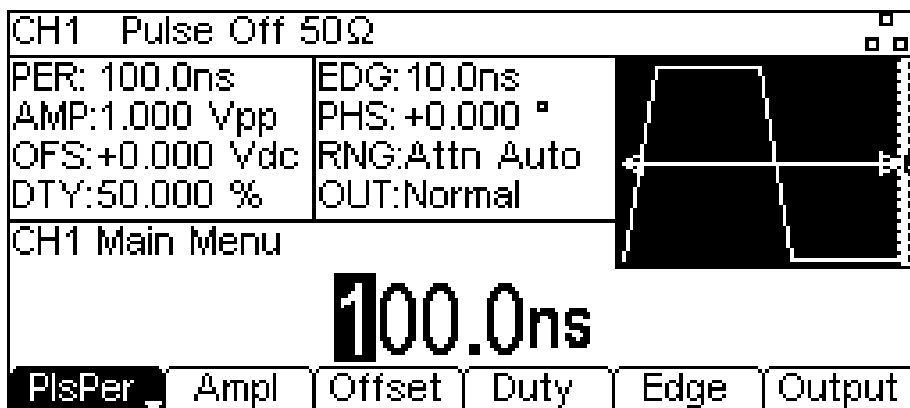 CH1 Pulse Off 50Ω
PER: 100.0ns
AMP:1.000 Vpp
OFS:+0.000 Vdc
DTY:50.000 %
EDG:10.0ns
PHS:+0.000 °
RNG:Attn Auto
OUT:Normal
CH1 Main Menu
100.0ns
PlsPer Ampl Offset Duty Edge Output